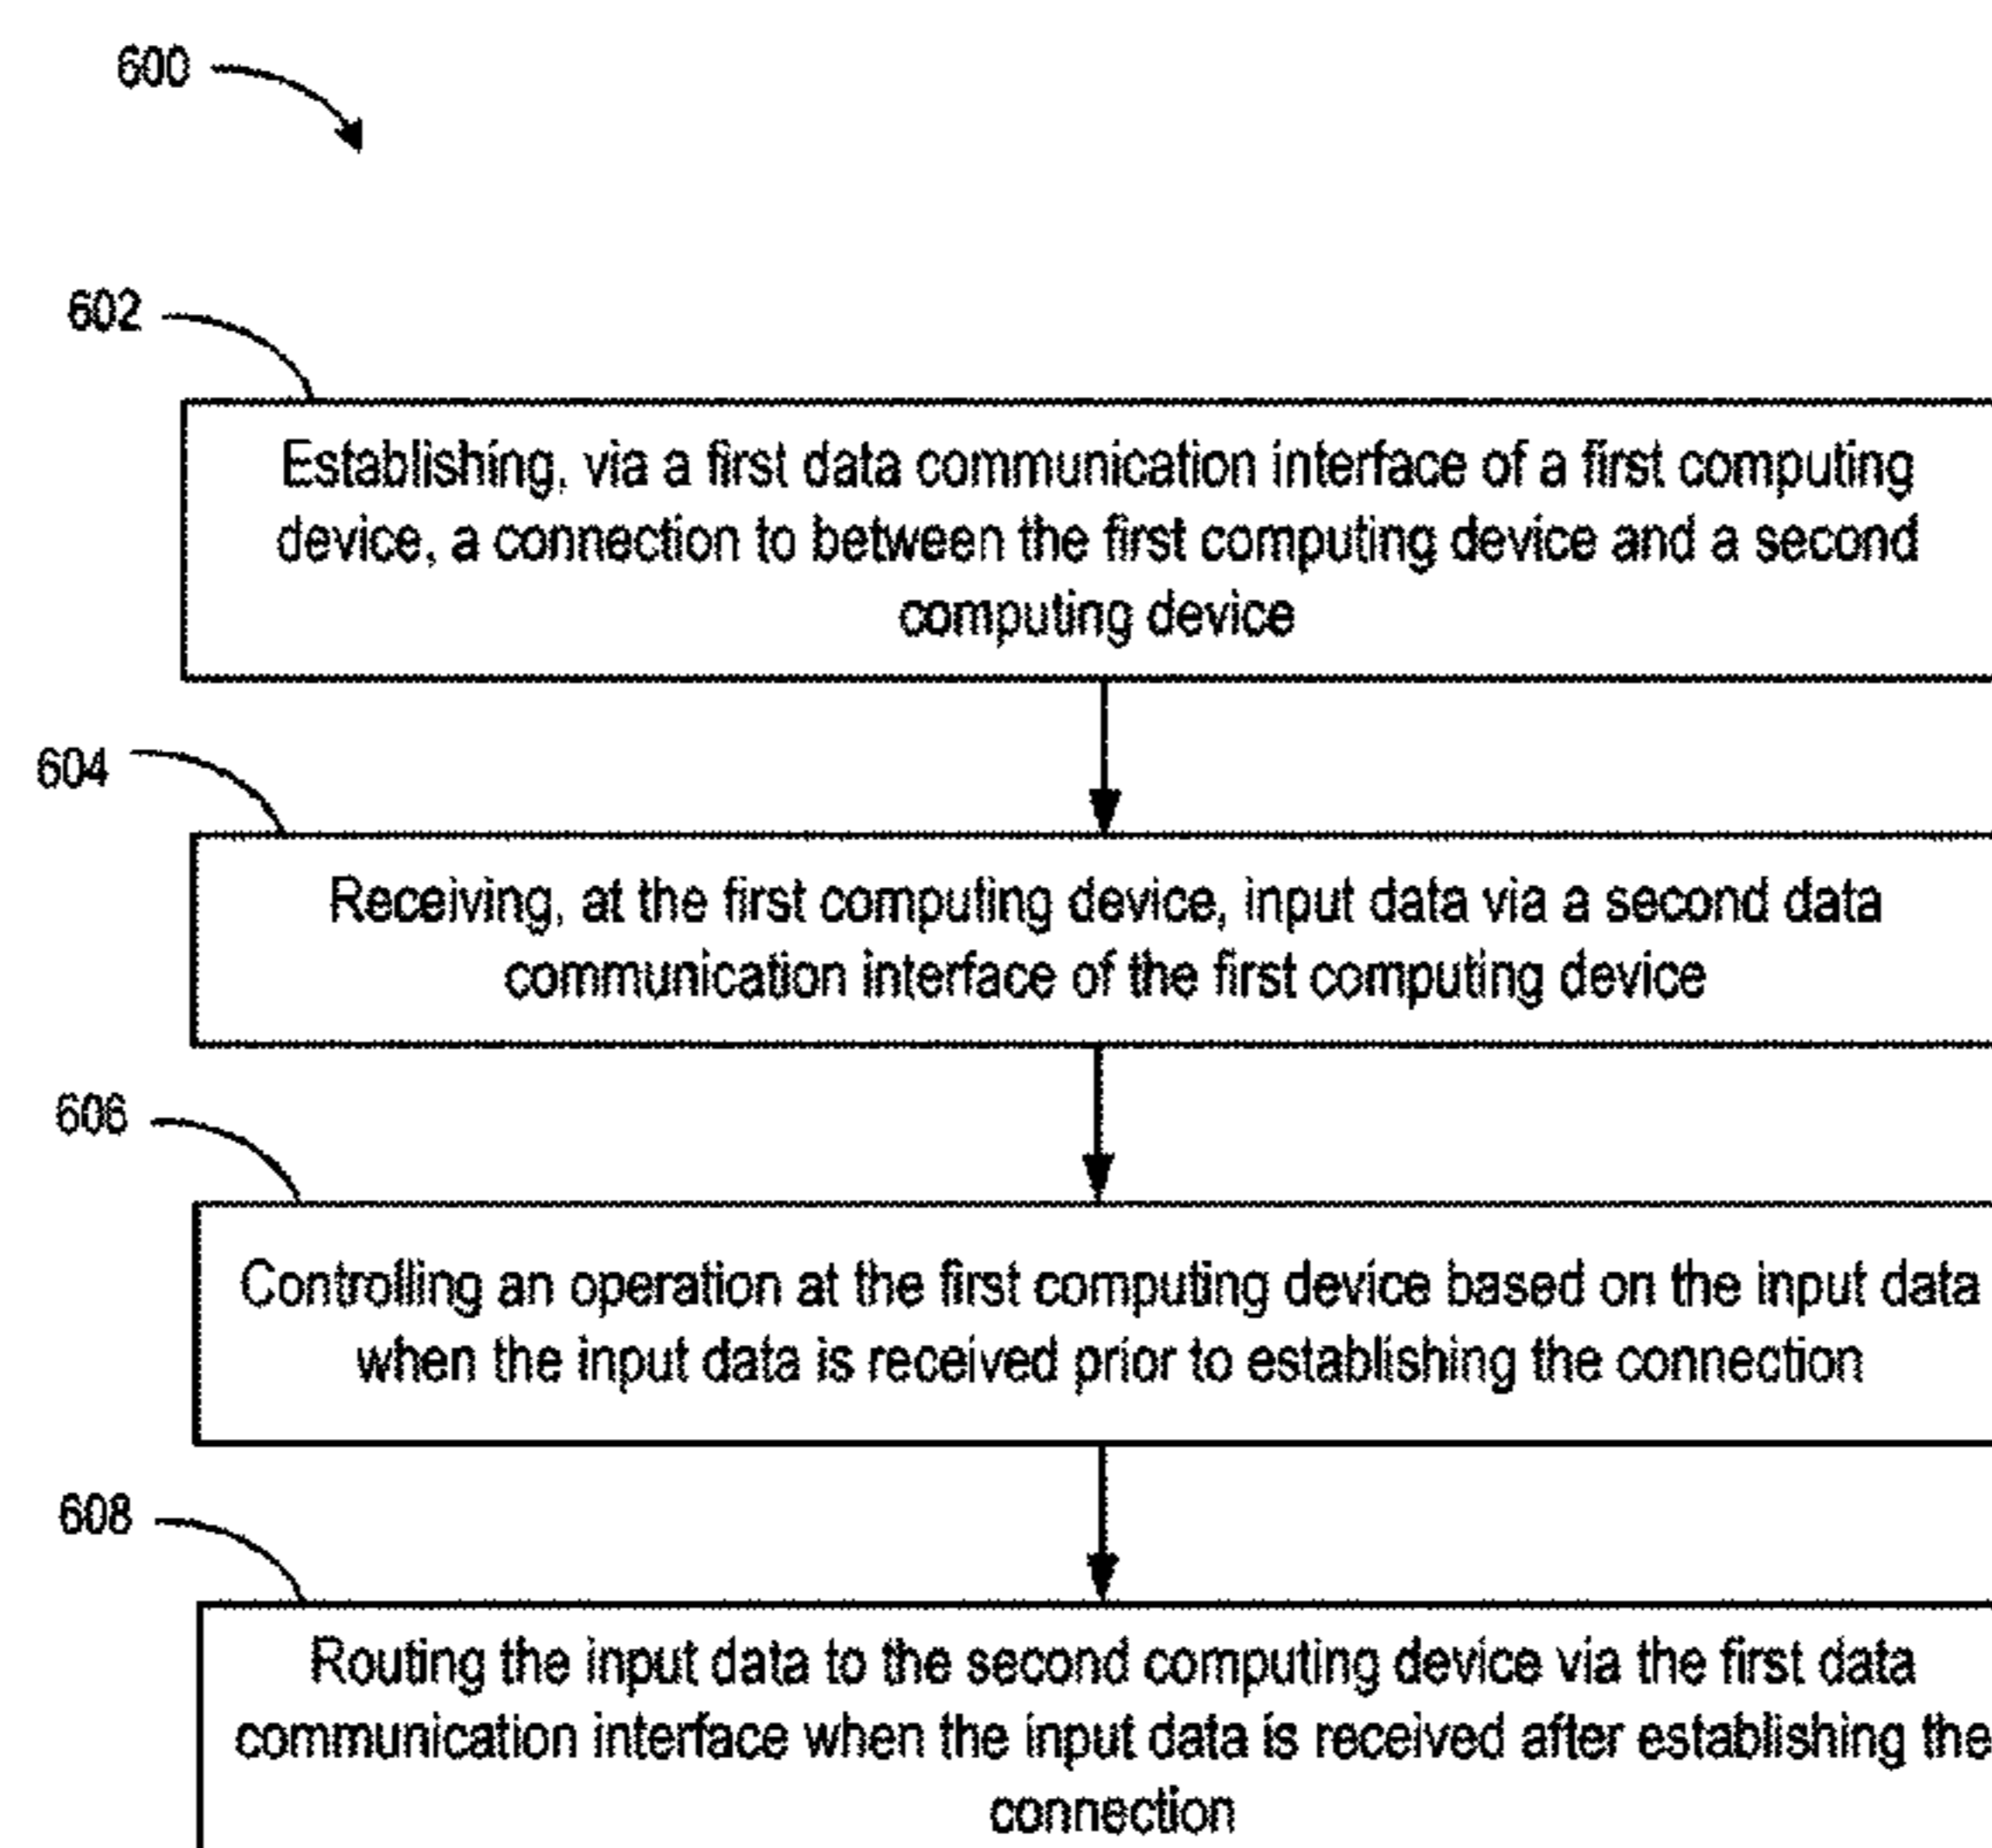 600
602
Establishing, via a first data communication interface of a first computing
device, a connection to between the first computing device and a second
computing device
604
Receiving, at the first computing device, input data via a second data
communication interface of the first computing device
606
Controlling an operation at the first computing device based on the input data
when the input data is received prior to establishing the connection
608
Routing the input data to the second computing device via the first data
communication interface when the input data is received after establishing the
connection